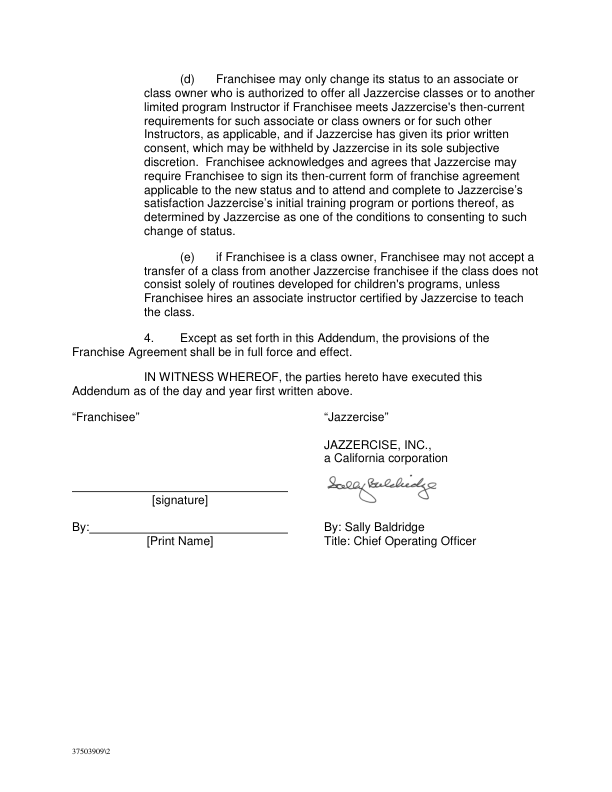 (d) Franchisee may only change its status to an associate or
class owner who is authorized to offer all Jazzercise classes or to another
limited program Instructor if Franchisee meets Jazzercise's then-current
requirements for such associate or class owners or for such other
Instructors, as applicable, and if Jazzercise has given its prior written
consent, which may be withheld by Jazzercise in its sole subjective
discretion. Franchisee acknowledges and agrees that Jazzercise may
require Franchisee to sign its then-current form of franchise agreement
applicable to the new status and to attend and complete to Jazzercise's
satisfaction Jazzercise's initial training program or portions thereof, as
determined by Jazzercise as one of the conditions to consenting to such
change of status.
(e) if Franchisee is a class owner, Franchisee may not accept a
transfer of a class from another Jazzercise franchisee if the class does not
consist solely of routines developed for children's programs, unless
Franchisee hires an associate instructor certified by Jazzercise to teach
the class.
4. Except as set forth in this Addendum, the provisions of the
Franchise Agreement shall be in full force and effect.
IN WITNESS WHEREOF, the parties hereto have executed this
Addendum as of the day and year first written above.
“Franchisee” “Jazzercise”
JAZZERCISE, INC.,
a California corporation
Sally Baldridge
[signature]
By: By: Sally Baldridge
[Print Name] Title: Chief Operating Officer
37503909\2